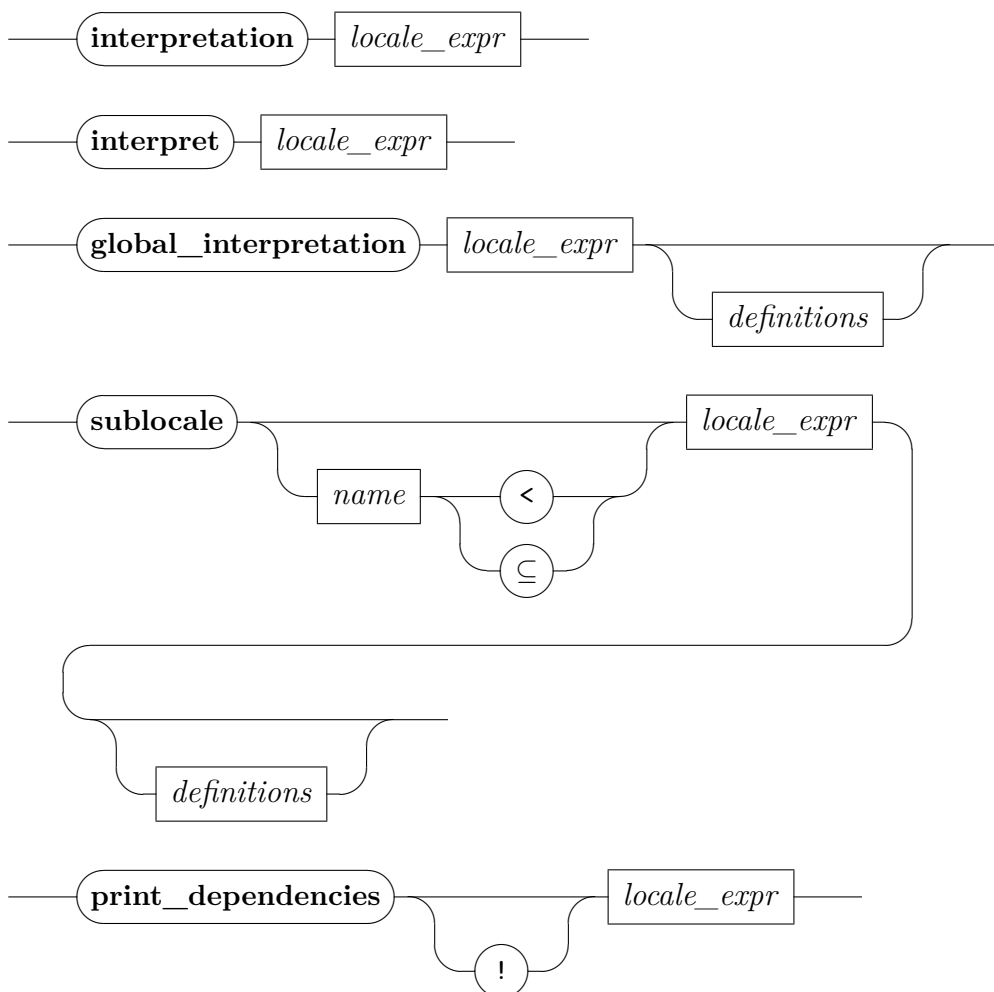 interpretation locale_expr
interpret locale_expr
global_interpretation locale_expr
definitions
sublocale locale_expr
name <
⊆
definitions
print_dependencies locale_expr
!